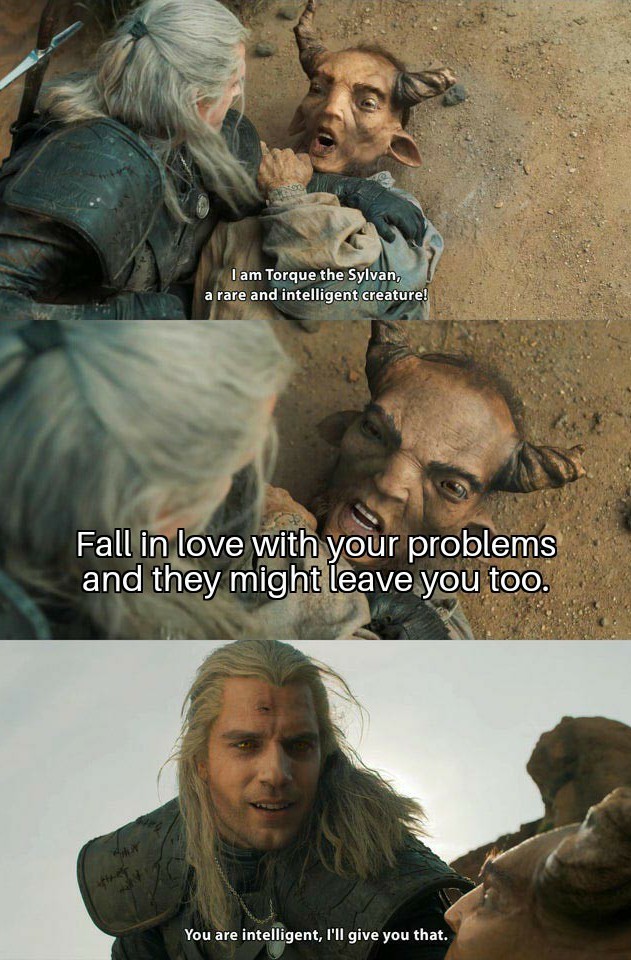 I am Torque the Sylvan,
a rare and intelligent creature!
Fall in love with your problems
and they might leave you too.
You are intelligent, I'll give you that.